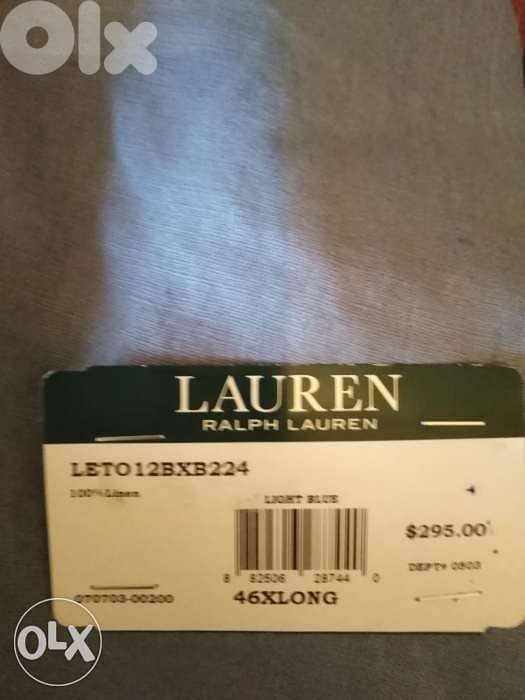 OLX
LAUREN
RALPH LAUREN
LETO12BXB224
100% Linen
LIGHT BLUE
$295.00
DEPT# 0303
8 82506 28744 0
070703-00200
46XLONG
OLX